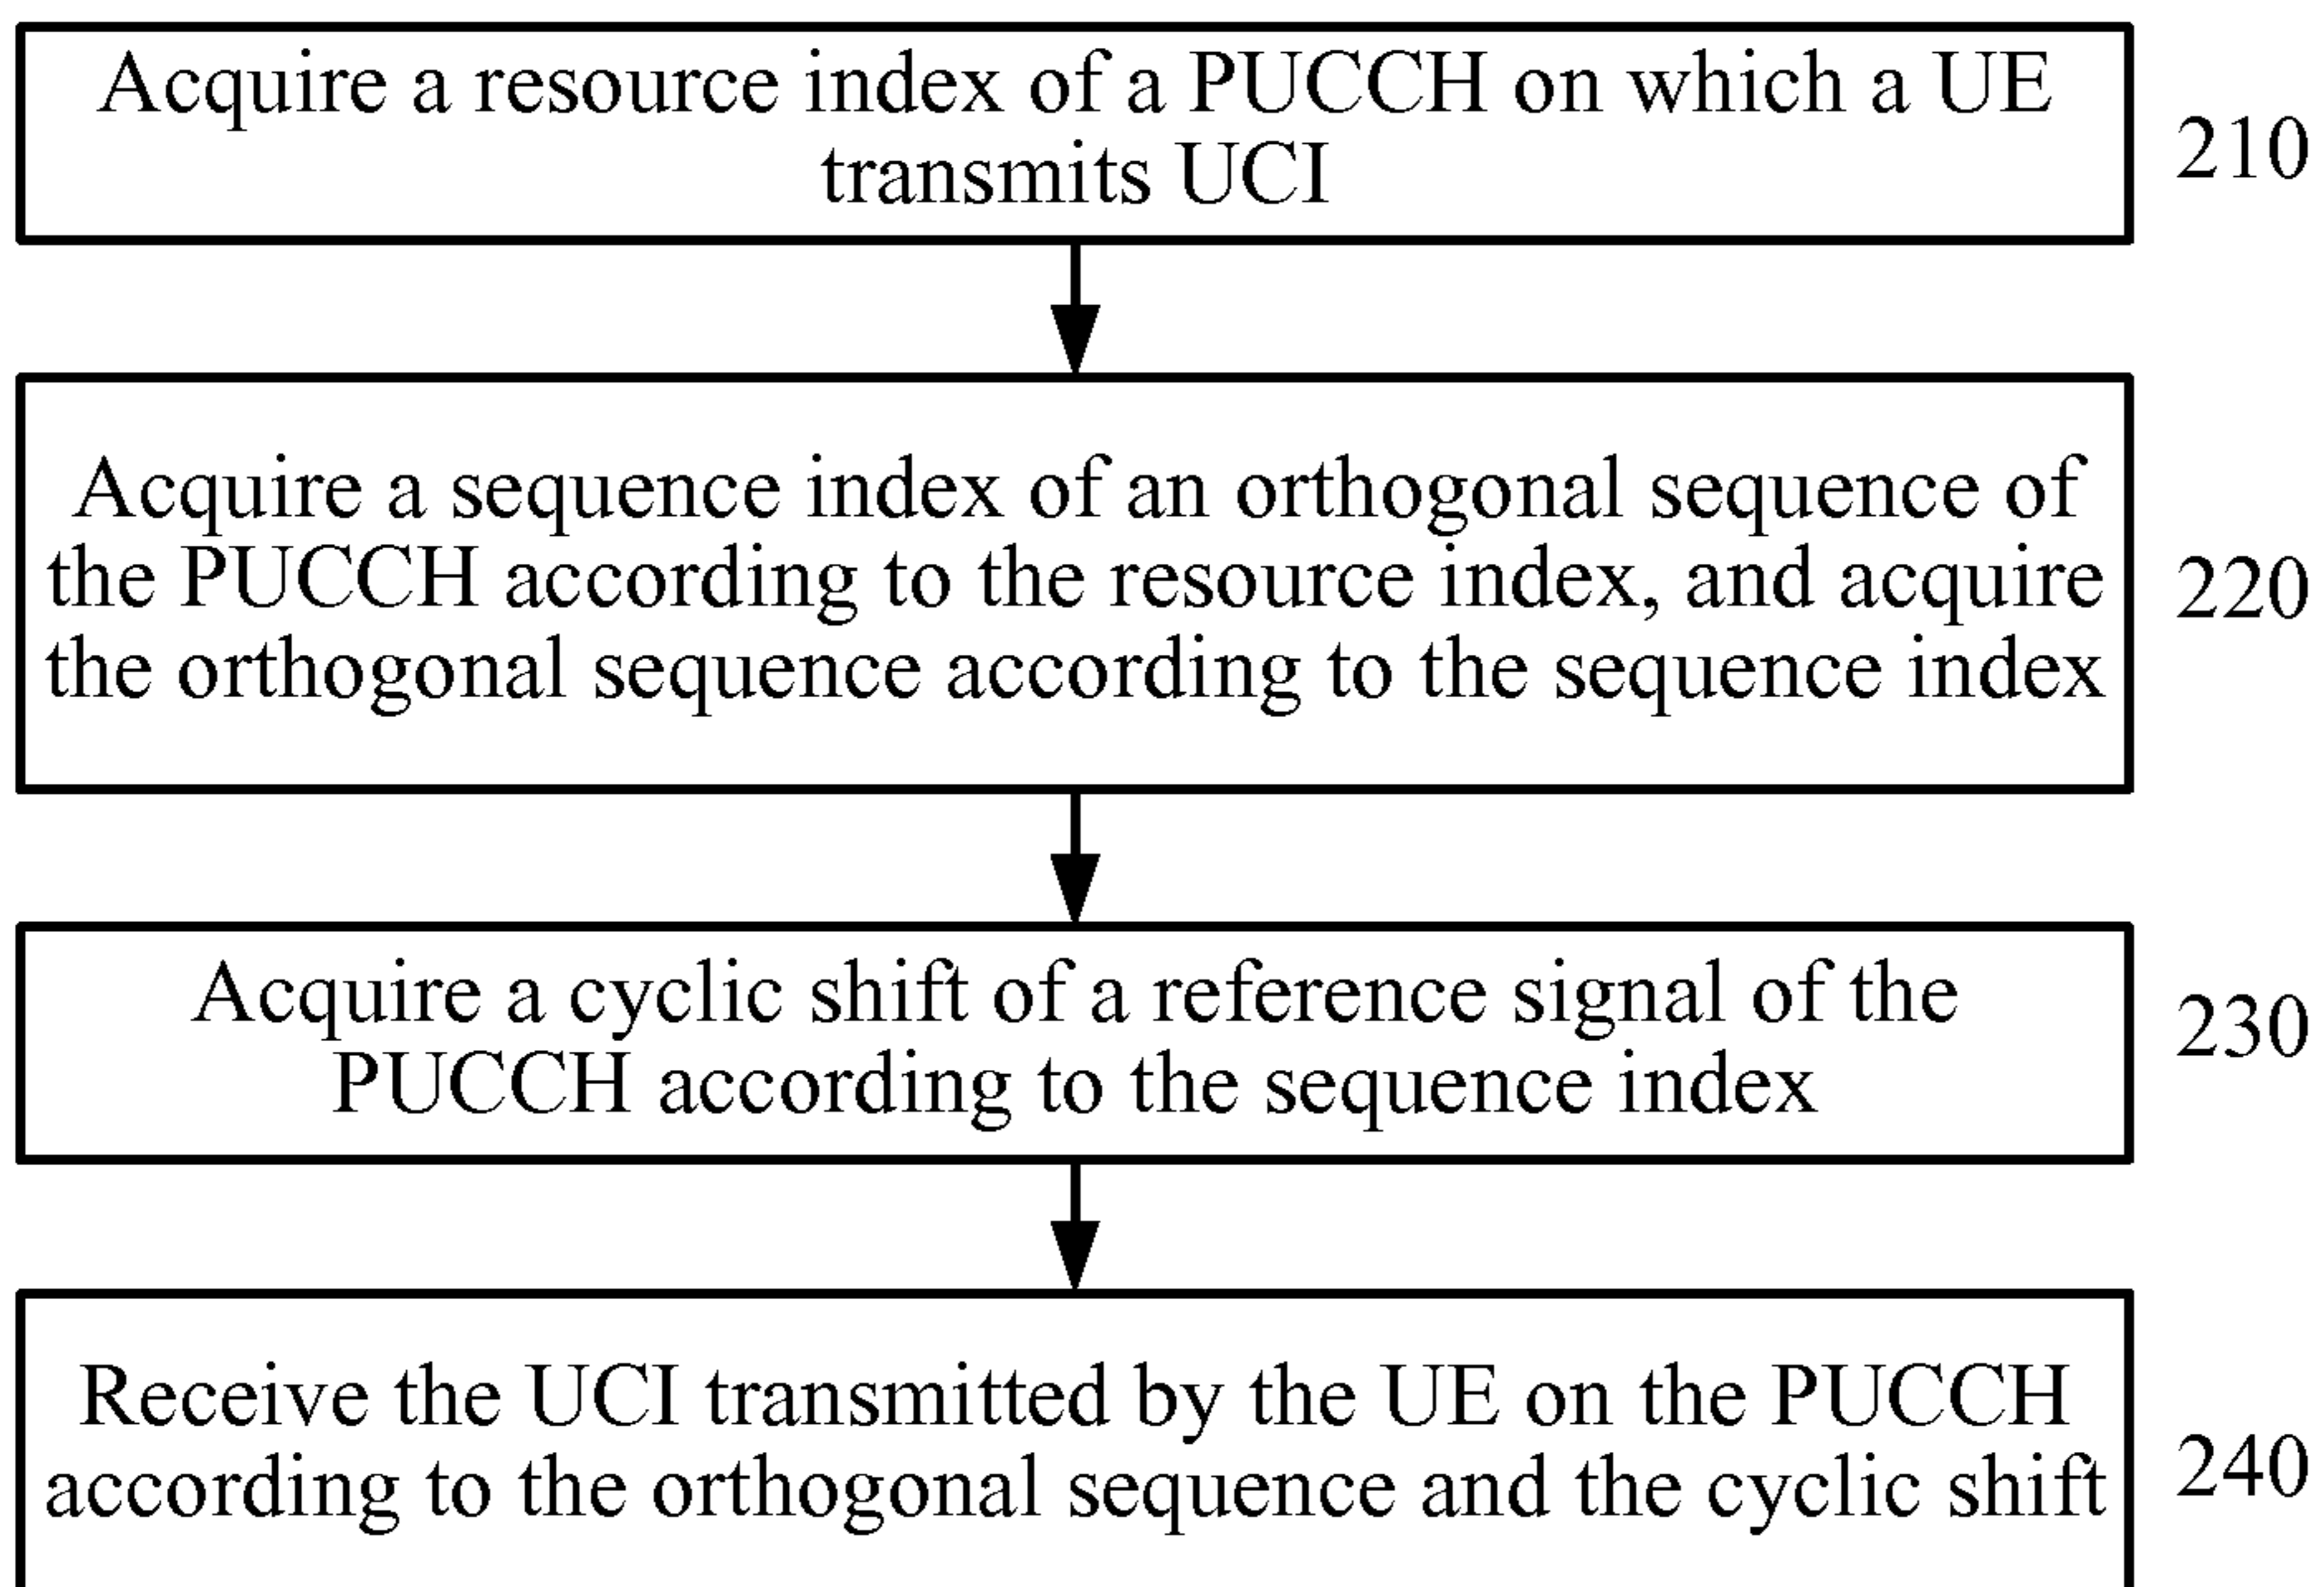 Acquire a resource index of a PUCCH on which a UE
transmits UCI
210
Acquire a sequence index of an orthogonal sequence of
the PUCCH according to the resource index, and acquire
the orthogonal sequence according to the sequence index
220
Acquire a cyclic shift of a reference signal of the
PUCCH according to the sequence index
230
Receive the UCI transmitted by the UE on the PUCCH
according to the orthogonal sequence and the cyclic shift
240